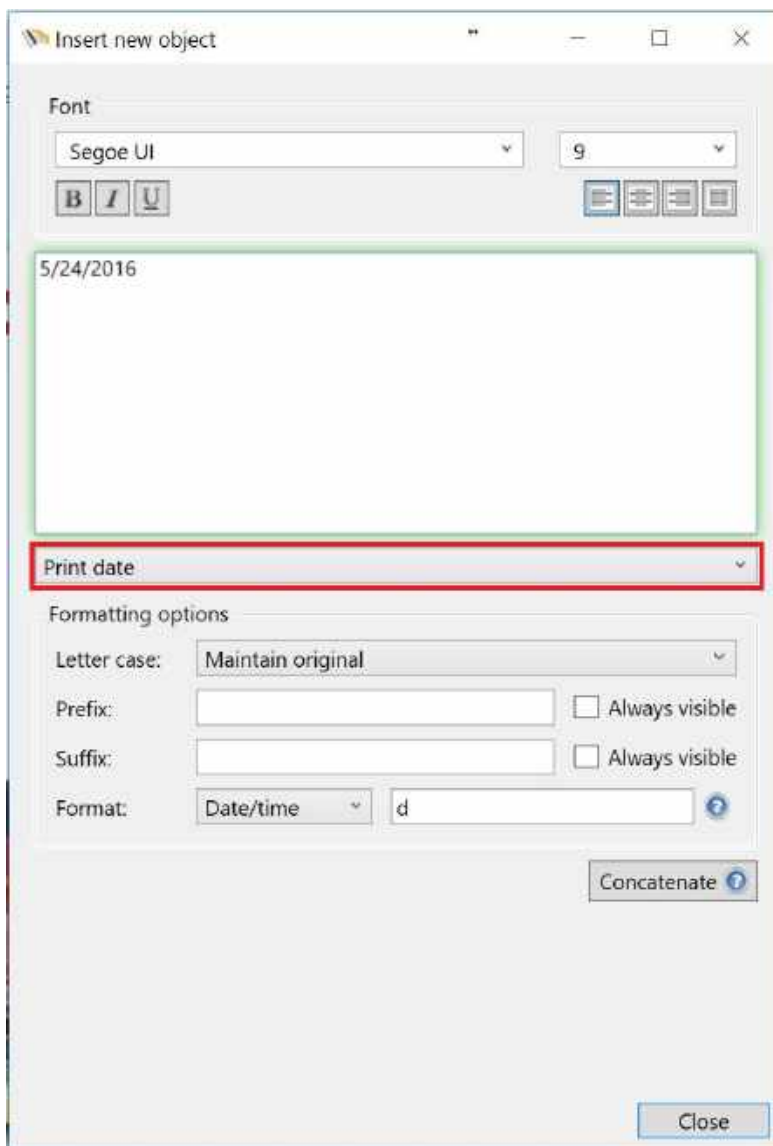 Insert new object
Font
Segoe UI 9
B I U
5/24/2016
Print date
Formatting options
Letter case: Maintain original
Prefix: Always visible
Suffix: Always visible
Format: Date/time d ?
Concatenate ?
Close